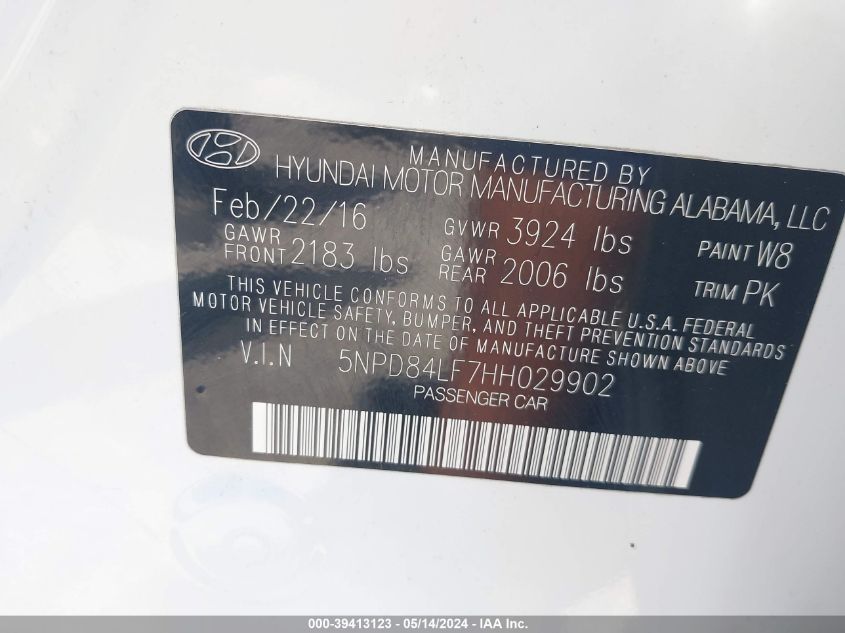 MANUFACTURED BY
HYUNDAI MOTOR MANUFACTURING ALABAMA, LLC
Feb/22/16 GVWR 3924 lbs PAINT W8
GAWR FRONT 2183 lbs GAWR REAR 2006 lbs TRIM PK
THIS VEHICLE CONFORMS TO ALL APPLICABLE U.S.A. FEDERAL
MOTOR VEHICLE SAFETY, BUMPER, AND THEFT PREVENTION STANDARDS
IN EFFECT ON THE DATE OF MANUFACTURE SHOWN ABOVE
V.I.N 5NPD84LF7HH029902
PASSENGER CAR
000-39413123 - 05/14/2024 - IAA Inc.